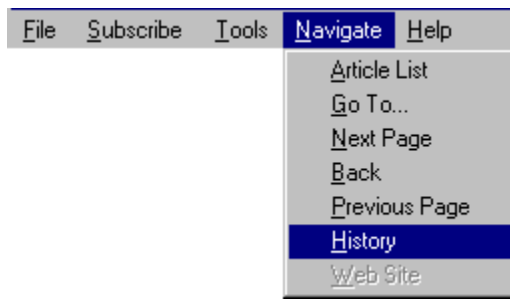 File Subscribe Tools Navigate Help
Article List
Go To...
Next Page
Back
Previous Page
History
Web Site